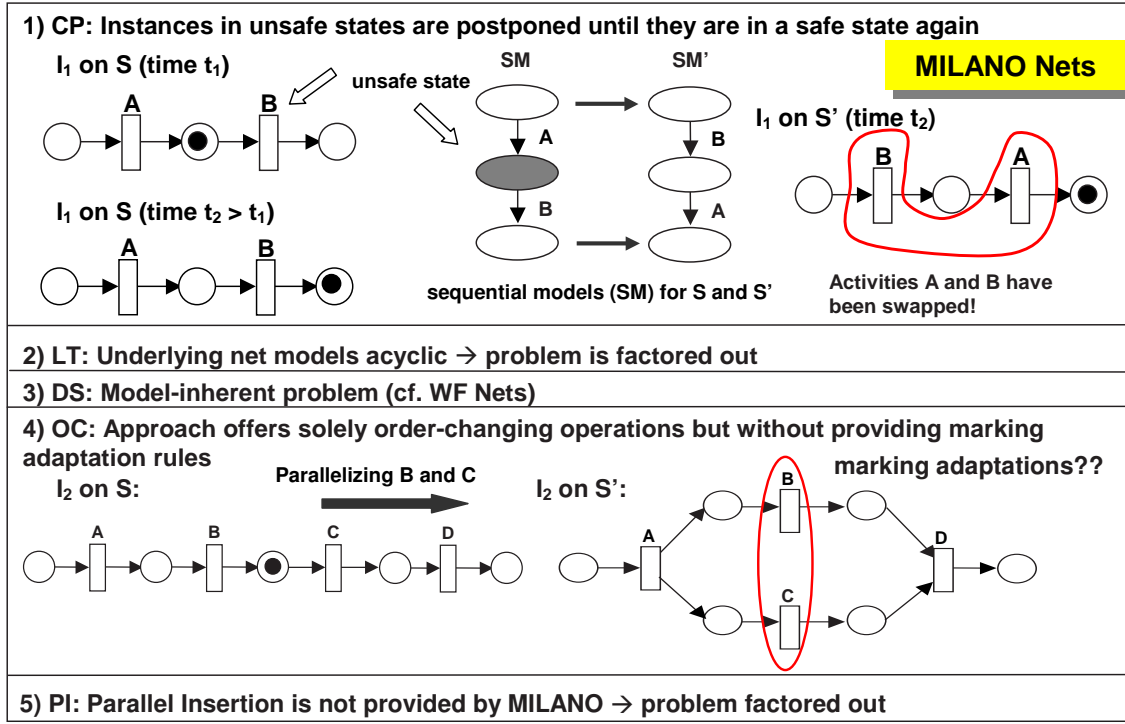 1) CP: Instances in unsafe states are postponed until they are in a safe state again
MILANO Nets
I1 on S (time t1)
A
B
unsafe state
SM
SM’
A
B
B
A
I1 on S’ (time t2)
B
A
I1 on S (time t2 > t1)
A
B
sequential models (SM) for S and S’
Activities A and B have
been swapped!
2) LT: Underlying net models acyclic → problem is factored out
3) DS: Model-inherent problem (cf. WF Nets)
4) OC: Approach offers solely order-changing operations but without providing marking
adaptation rules
marking adaptations??
I2 on S:
Parallelizing B and C
I2 on S’:
A
B
C
D
A
B
C
D
5) PI: Parallel Insertion is not provided by MILANO → problem factored out